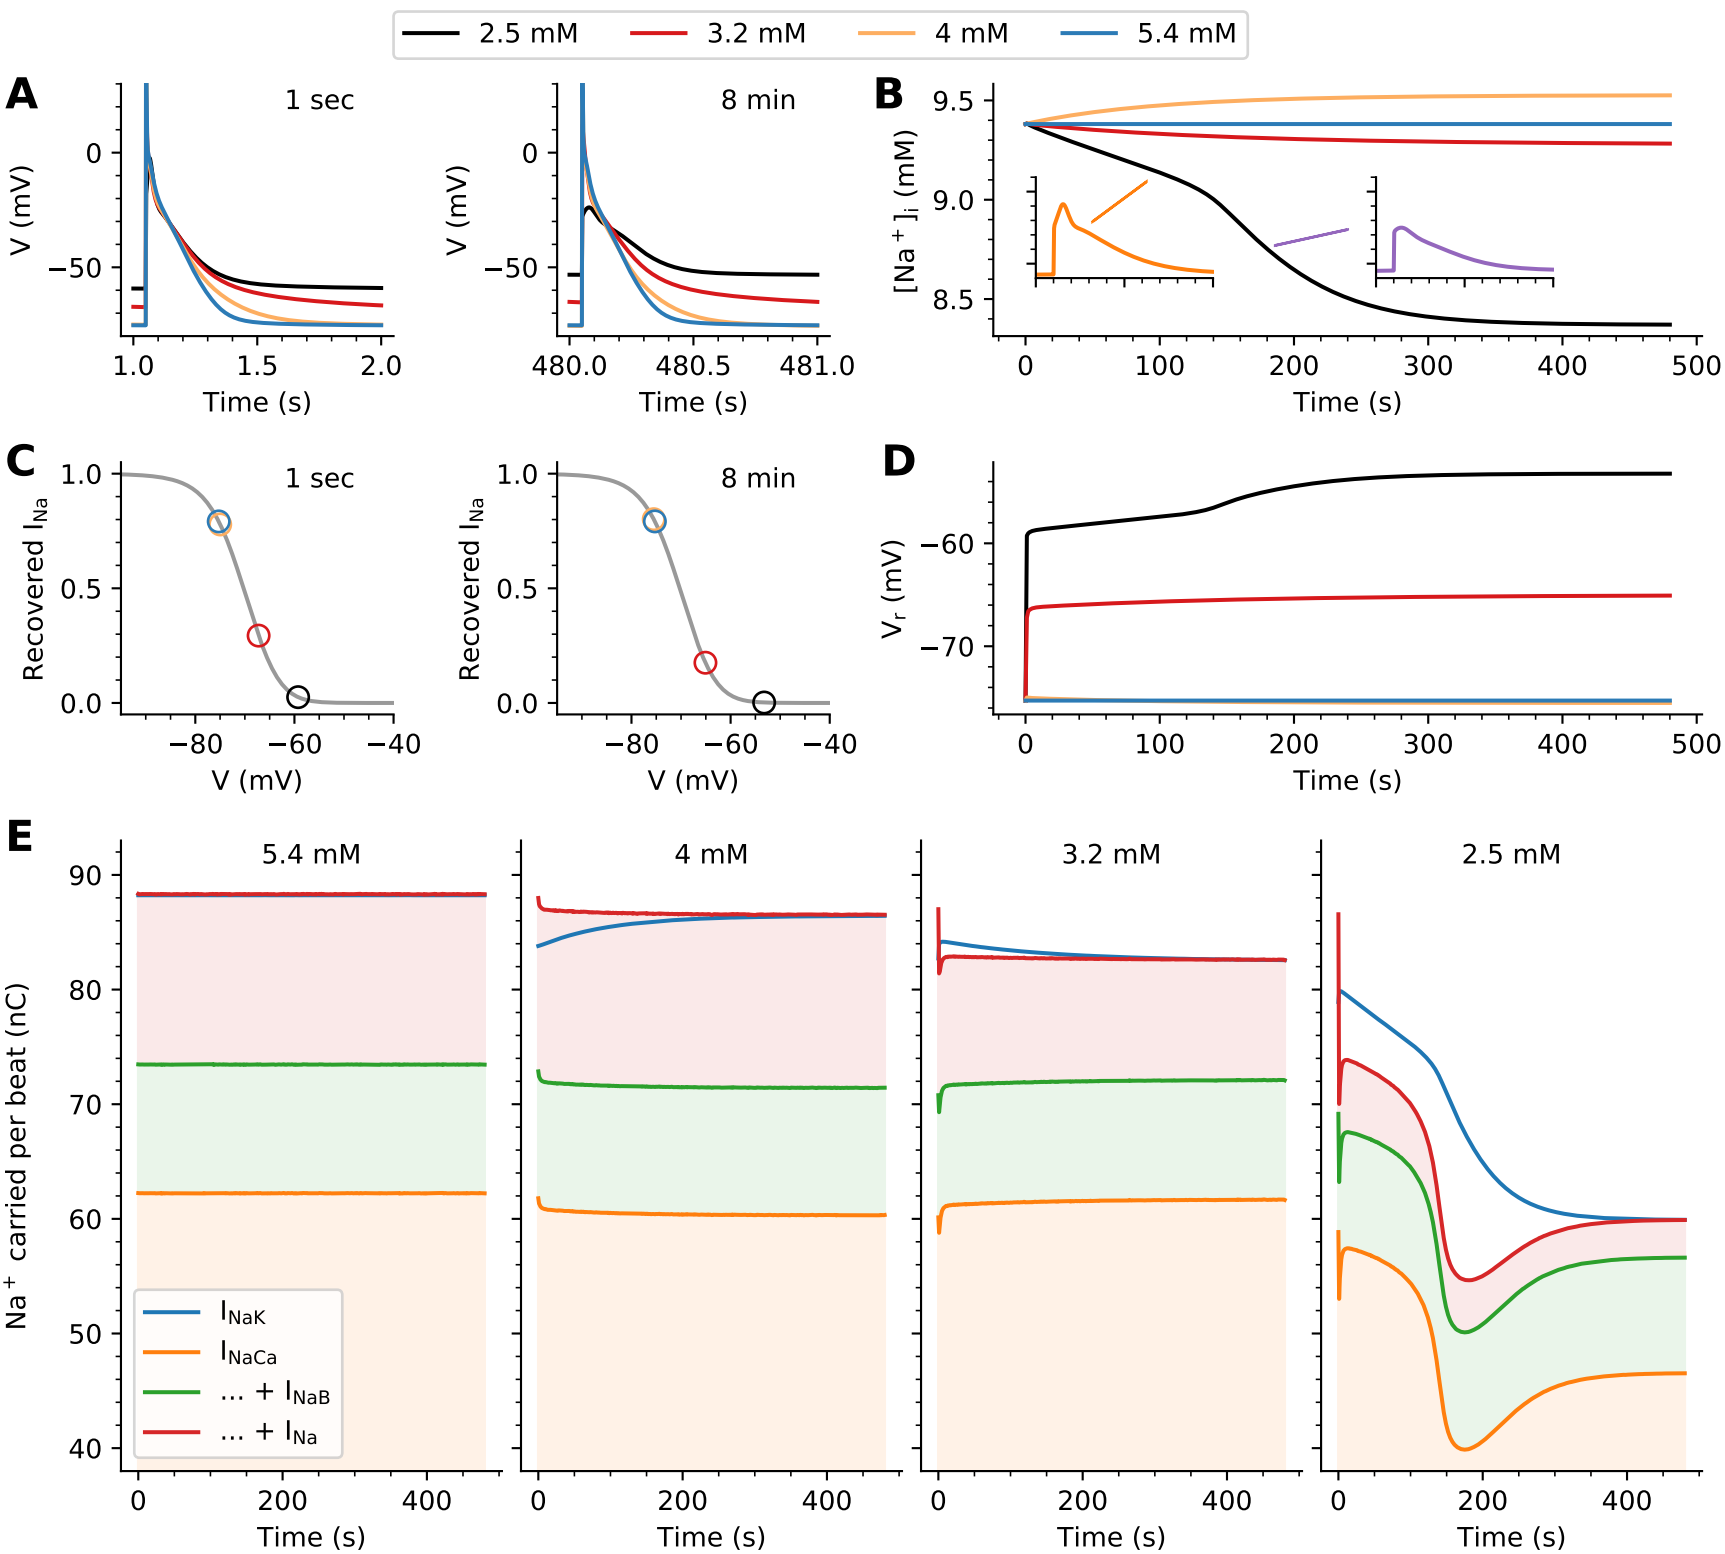 2.5 mM 3.2 mM 4 mM 5.4 mM
A
1 sec
V (mV)
0
−50
1.0 1.5 2.0
Time (s)
8 min
V (mV)
0
−50
480.0 480.5 481.0
Time (s)
B
[Na⁺]ᵢ (mM)
9.5
9.0
8.5
0 100 200 300 400 500
Time (s)
C
1 sec
Recovered I_Na
1.0
0.5
0.0
−80 −60 −40
V (mV)
8 min
Recovered I_Na
1.0
0.5
0.0
−80 −60 −40
V (mV)
D
Vᵣ (mV)
−60
−70
0 100 200 300 400 500
Time (s)
E
Na⁺ carried per beat (nC)
90
80
70
60
50
40
5.4 mM
I_NaK
I_NaCa
... + I_NaB
... + I_Na
0 200 400
Time (s)
4 mM
0 200 400
Time (s)
3.2 mM
0 200 400
Time (s)
2.5 mM
0 200 400
Time (s)